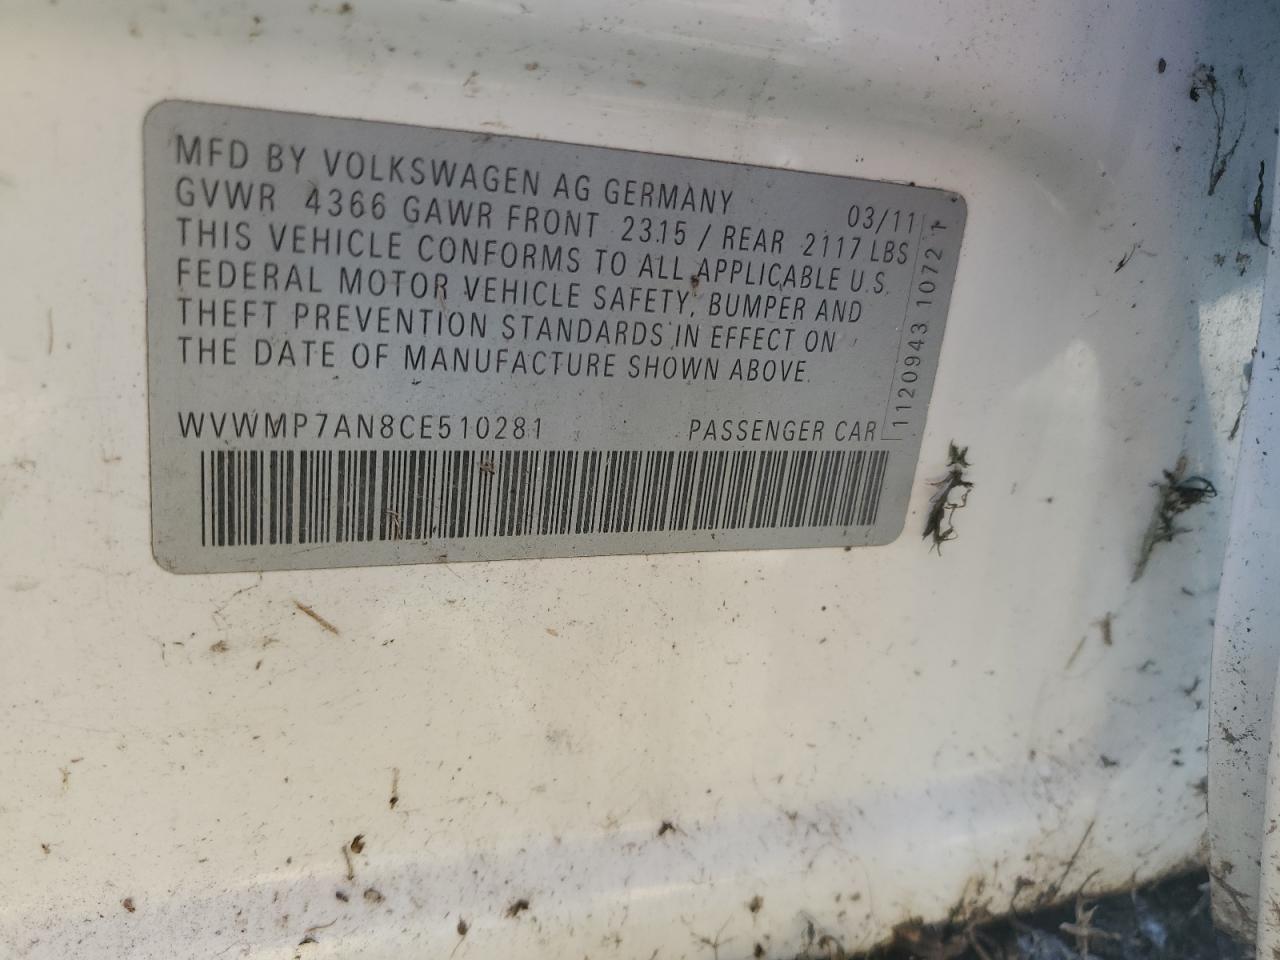 MFD BY VOLKSWAGEN AG GERMANY 03/11
GVWR 4366 GAWR FRONT 2315 / REAR 2117 LBS
THIS VEHICLE CONFORMS TO ALL APPLICABLE U.S.
FEDERAL MOTOR VEHICLE SAFETY, BUMPER AND
THEFT PREVENTION STANDARDS IN EFFECT ON
THE DATE OF MANUFACTURE SHOWN ABOVE.
WVWMP7AN8CE510281 PASSENGER CAR
1120943 1072 1